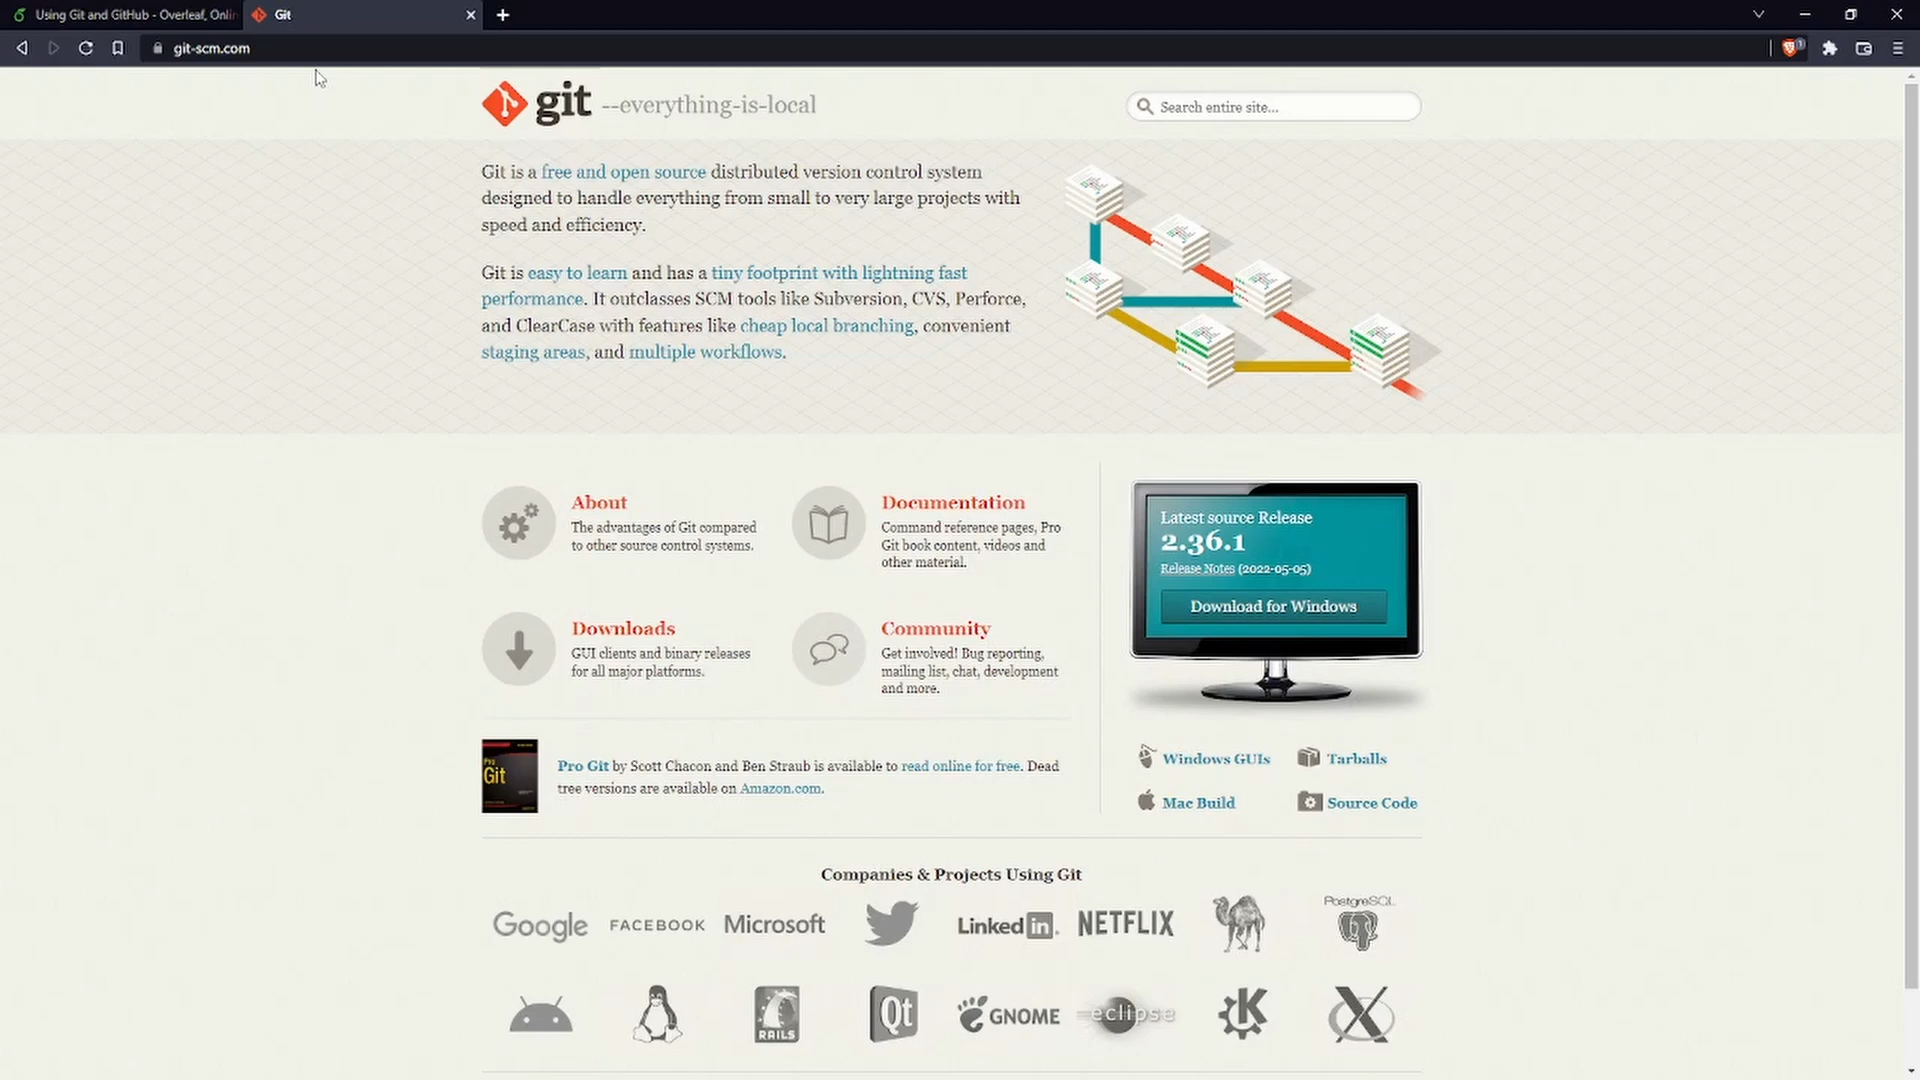 Using Git and GitHub - Overleaf, Onlin
Git
git-scm.com
git --everything-is-local
Search entire site...
Git is a free and open source distributed version control system
designed to handle everything from small to very large projects with
speed and efficiency.
Git is easy to learn and has a tiny footprint with lightning fast
performance. It outclasses SCM tools like Subversion, CVS, Perforce,
and ClearCase with features like cheap local branching, convenient
staging areas, and multiple workflows.
About
The advantages of Git compared
to other source control systems.
Documentation
Command reference pages, Pro
Git book content, videos and
other material.
Downloads
GUI clients and binary releases
for all major platforms.
Community
Get involved! Bug reporting,
mailing list, chat, development
and more.
Latest source Release
2.36.1
Release Notes (2022-05-05)
Download for Windows
Pro
Git
Pro Git by Scott Chacon and Ben Straub is available to read online for free. Dead
tree versions are available on Amazon.com.
Windows GUIs
Tarballs
Mac Build
Source Code
Companies & Projects Using Git
Google
FACEBOOK
Microsoft
Linked in
NETFLIX
PostgreSQL
RAILS
Qt
GNOME
eclipse
K
X